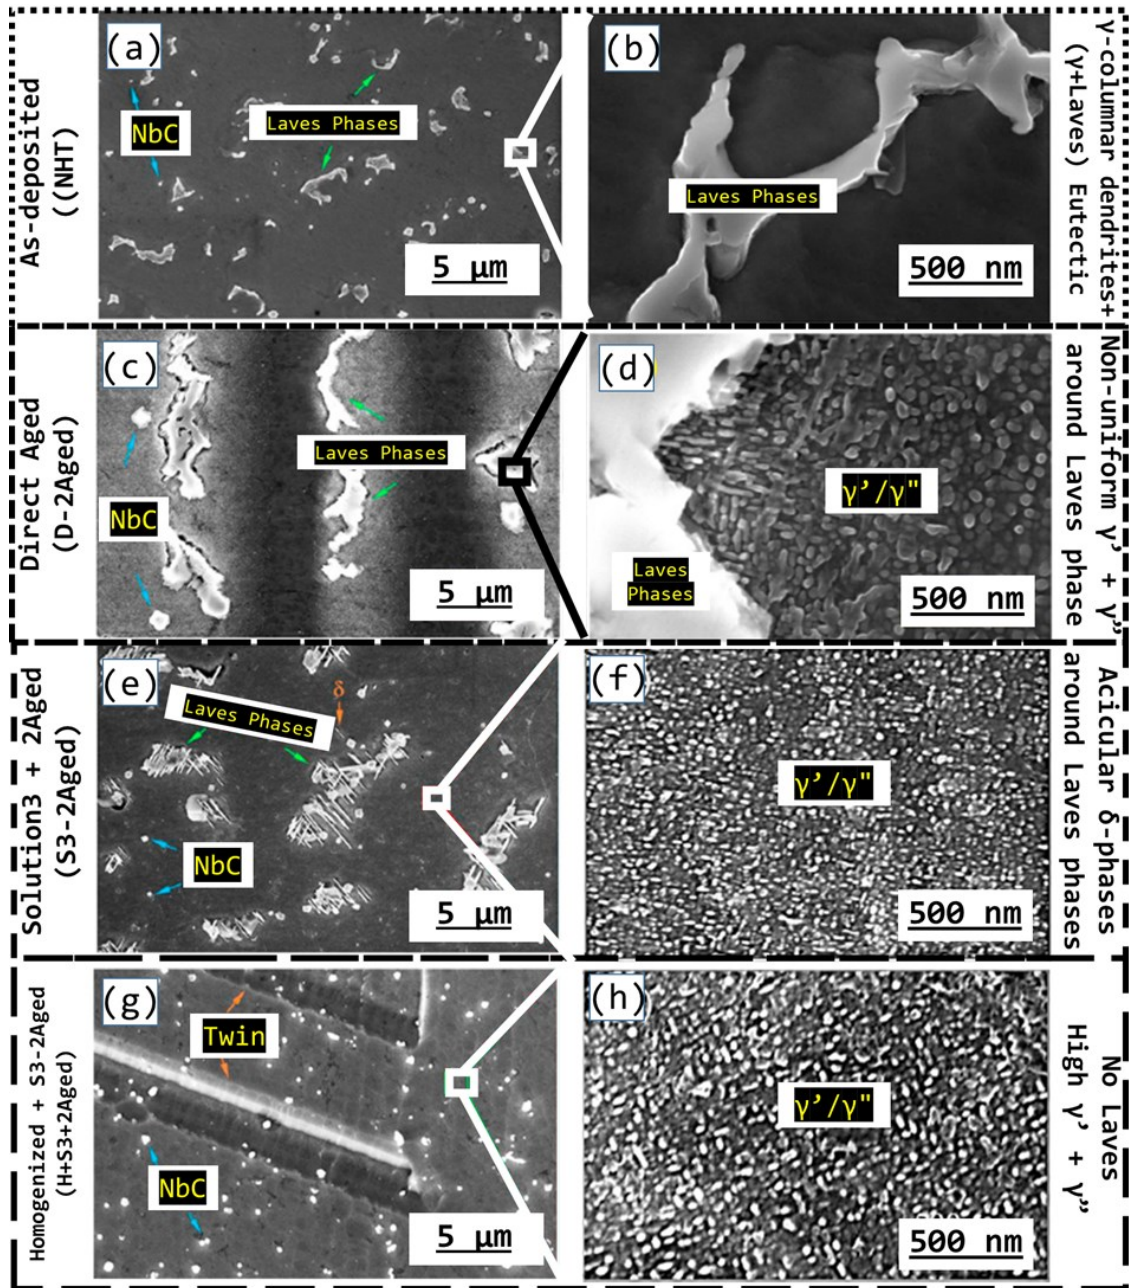 As-deposited
((NHT)
(a)
NbC
Laves Phases
5 μm
(b)
Laves Phases
500 nm
γ-columnar dendrites+
(γ+Laves) Eutectic
Direct Aged
(D-2Aged)
(c)
Laves Phases
NbC
5 μm
(d)
γ’/γ"
Laves
Phases
500 nm
Non-uniform γ’ + γ”
around Laves phase
Solution3 + 2Aged
(S3-2Aged)
(e)
δ
Laves Phases
NbC
5 μm
(f)
γ’/γ"
500 nm
Acicular δ-phases
around Laves phases
Homogenized + S3-2Aged
(H+S3+2Aged)
(g)
Twin
NbC
5 μm
(h)
γ’/γ"
500 nm
No Laves
High γ’ + γ”